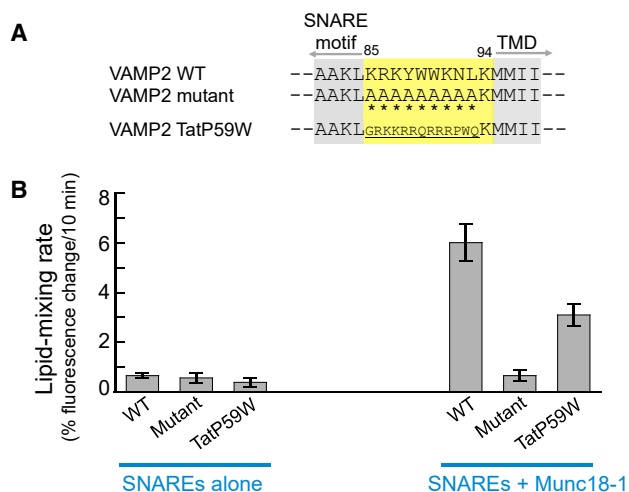 A
SNARE
motif
85
94
TMD
VAMP2 WT
--AAKLKRKYWWKNLKMMII--
VAMP2 mutant
AAAAAAAAAAAAA
*********
VAMP2 TatP59W
--AAKLGRKKRRQRRRPWQKMMII--
B
Lipid-mixing rate
(% fluorescence change/10 min)
8
6
4
2
0
WT
Mutant
TatP59W
WT
Mutant
TatP59W
SNAREs alone
SNAREs + Munc18-1